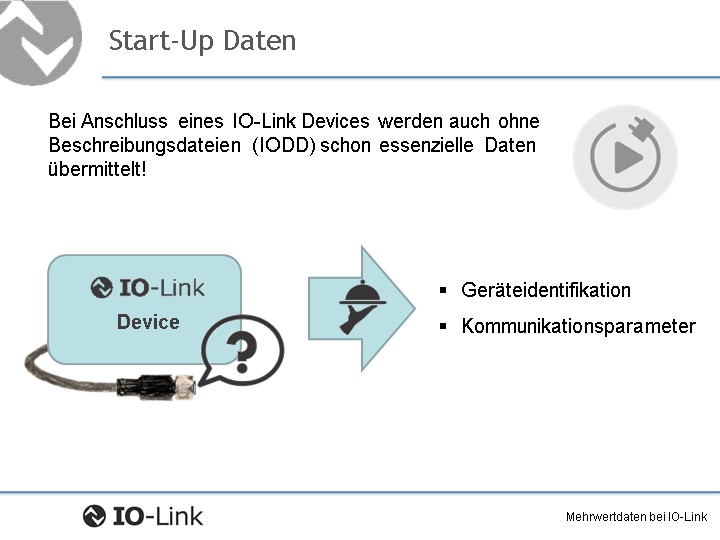 Start-Up Daten
Bei Anschluss eines IO-Link Devices werden auch ohne
Beschreibungsdateien (IODD) schon essenzielle Daten
übermittelt!
IO-Link
Device
?
▪ Geräteidentifikation
▪ Kommunikationsparameter
IO-Link
Mehrwertdaten bei IO-Link